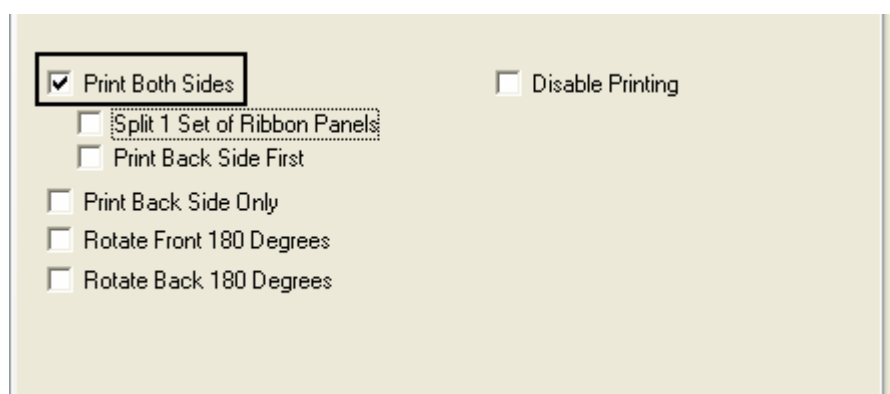 Print Both Sides
Disable Printing
Split 1 Set of Ribbon Panels
Print Back Side First
Print Back Side Only
Rotate Front 180 Degrees
Rotate Back 180 Degrees